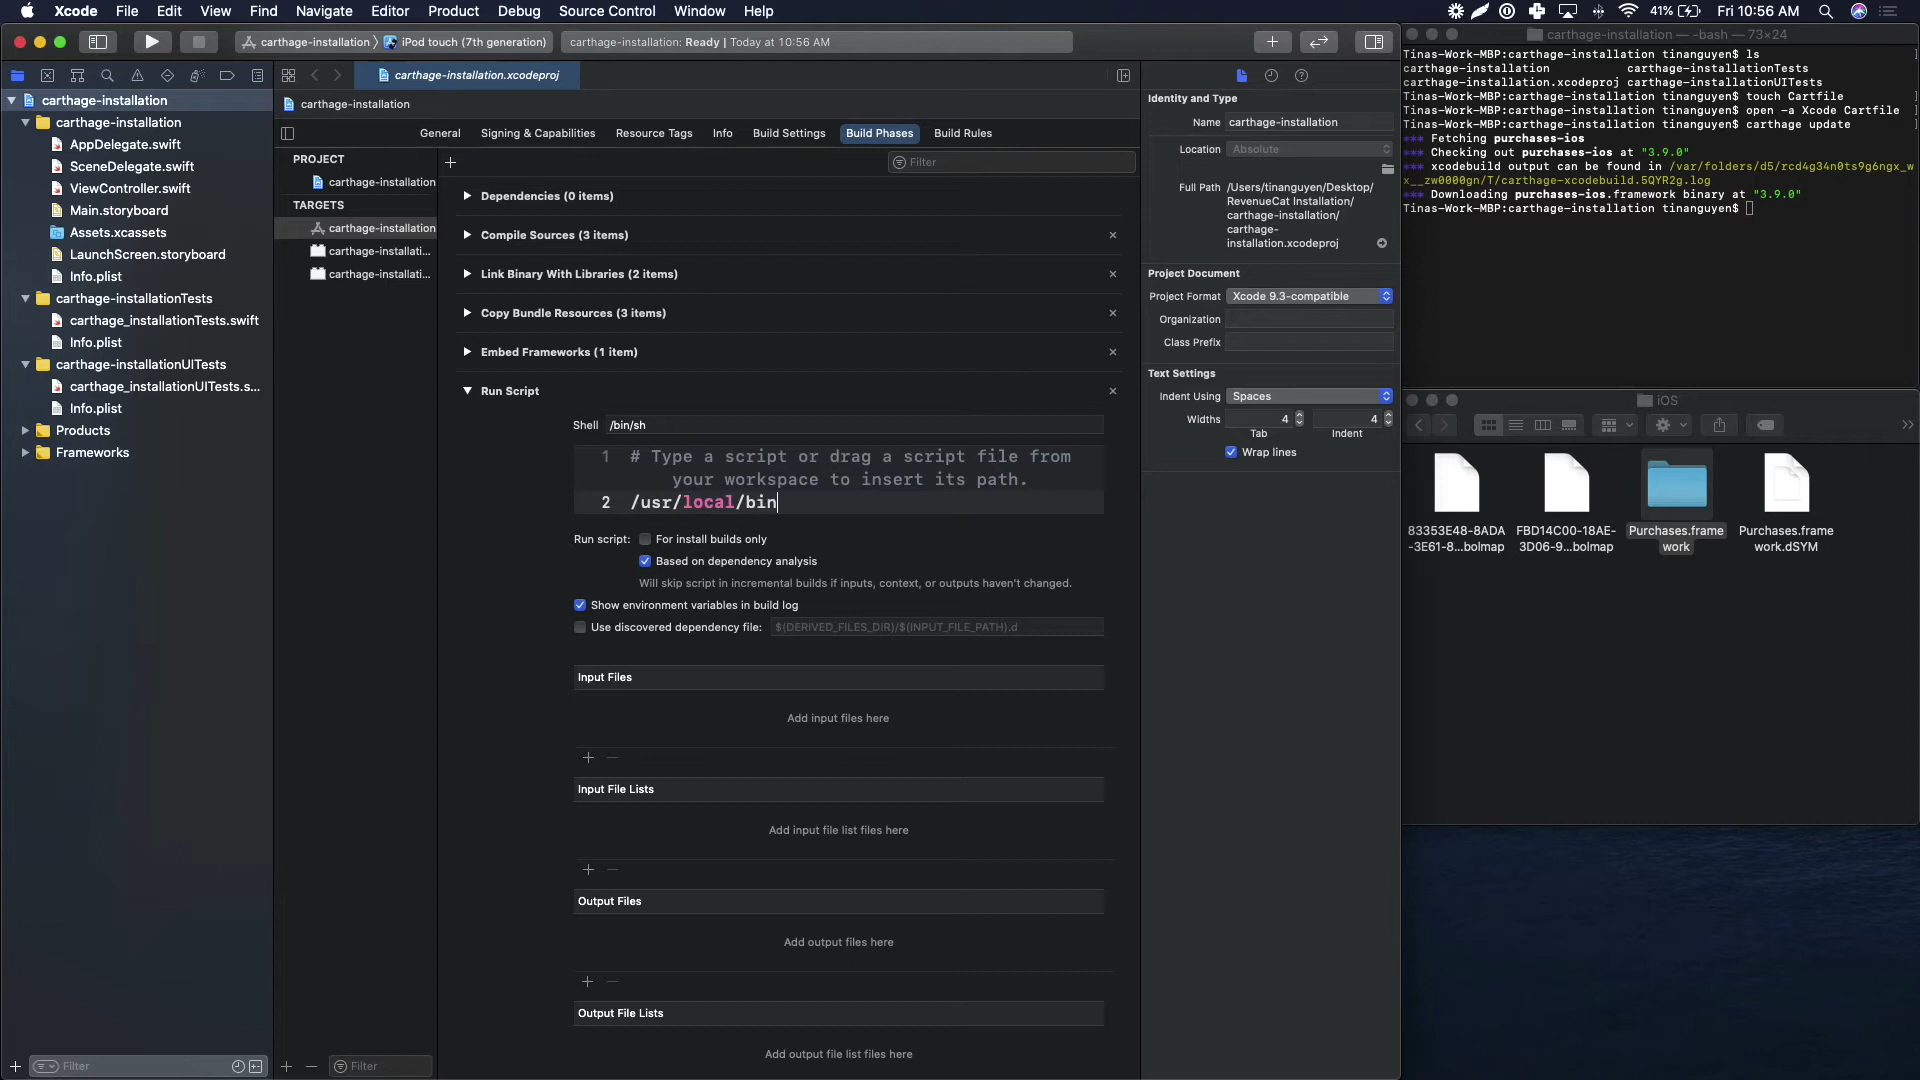 Xcode File Edit View Find Navigate Editor Product Debug Source Control Window Help
41% Fri 10:56 AM
carthage-installation iPod touch (7th generation)
carthage-installation: Ready | Today at 10:56 AM
carthage-installation.xcodeproj
carthage-installation
AppDelegate.swift
SceneDelegate.swift
ViewController.swift
Main.storyboard
Assets.xcassets
LaunchScreen.storyboard
Info.plist
carthage-installationTests
carthage_installationTests.swift
Info.plist
carthage-installationUITests
carthage_installationUITests.s...
Info.plist
Products
Frameworks
Filter
carthage-installation
carthage-installation
General Signing & Capabilities Resource Tags Info Build Settings Build Phases Build Rules
PROJECT
carthage-installation
TARGETS
carthage-installation
carthage-installati...
carthage-installati...
Filter
Filter
Dependencies (0 items)
Compile Sources (3 items)
Link Binary With Libraries (2 items)
Copy Bundle Resources (3 items)
Embed Frameworks (1 item)
Run Script
Shell /bin/sh
1 # Type a script or drag a script file from
your workspace to insert its path.
2 /usr/local/bin
Run script: For install builds only
Based on dependency analysis
Will skip script in incremental builds if inputs, context, or outputs haven't changed.
Show environment variables in build log
Use discovered dependency file: $(DERIVED_FILES_DIR)/$(INPUT_FILE_PATH).d
Input Files
Add input files here
Input File Lists
Add input file list files here
Output Files
Add output files here
Output File Lists
Add output file list files here
Identity and Type
Name carthage-installation
Location Absolute
Full Path /Users/tinanguyen/Desktop/
RevenueCat Installation/
carthage-installation/
carthage-
installation.xcodeproj
Project Document
Project Format Xcode 9.3-compatible
Organization
Class Prefix
Text Settings
Indent Using Spaces
Widths 4 4
Tab Indent
Wrap lines
carthage-installation — -bash — 73×24
Tinas-Work-MBP:carthage-installation tinanguyen$ ls
carthage-installation carthage-installationTests
carthage-installation.xcodeproj carthage-installationUITests
Tinas-Work-MBP:carthage-installation tinanguyen$ touch Cartfile
Tinas-Work-MBP:carthage-installation tinanguyen$ open -a Xcode Cartfile
Tinas-Work-MBP:carthage-installation tinanguyen$ carthage update
*** Fetching purchases-ios
*** Checking out purchases-ios at "3.9.0"
*** xcodebuild output can be found in /var/folders/d5/rcd4g34n0ts9g6ngx_w
x__zw0000gn/T/carthage-xcodebuild.5QYR2g.log
*** Downloading purchases-ios.framework binary at "3.9.0"
Tinas-Work-MBP:carthage-installation tinanguyen$
iOS
83353E48-8ADA
-3E61-8...bolmap
FBD14C00-18AE-
3D06-9...bolmap
Purchases.frame
work
Purchases.frame
work.dSYM